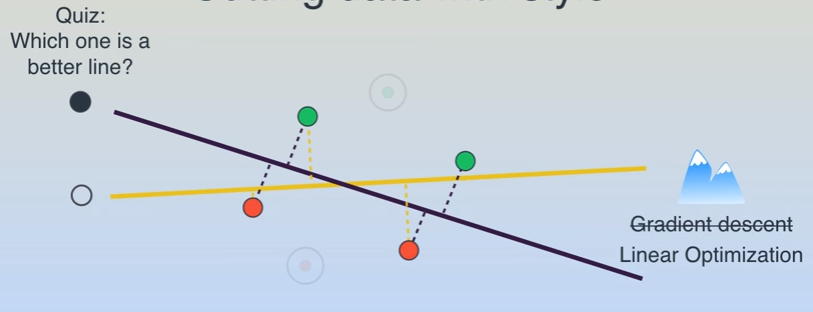 Quiz:
Which one is a
better line?
Gradient descent
Linear Optimization